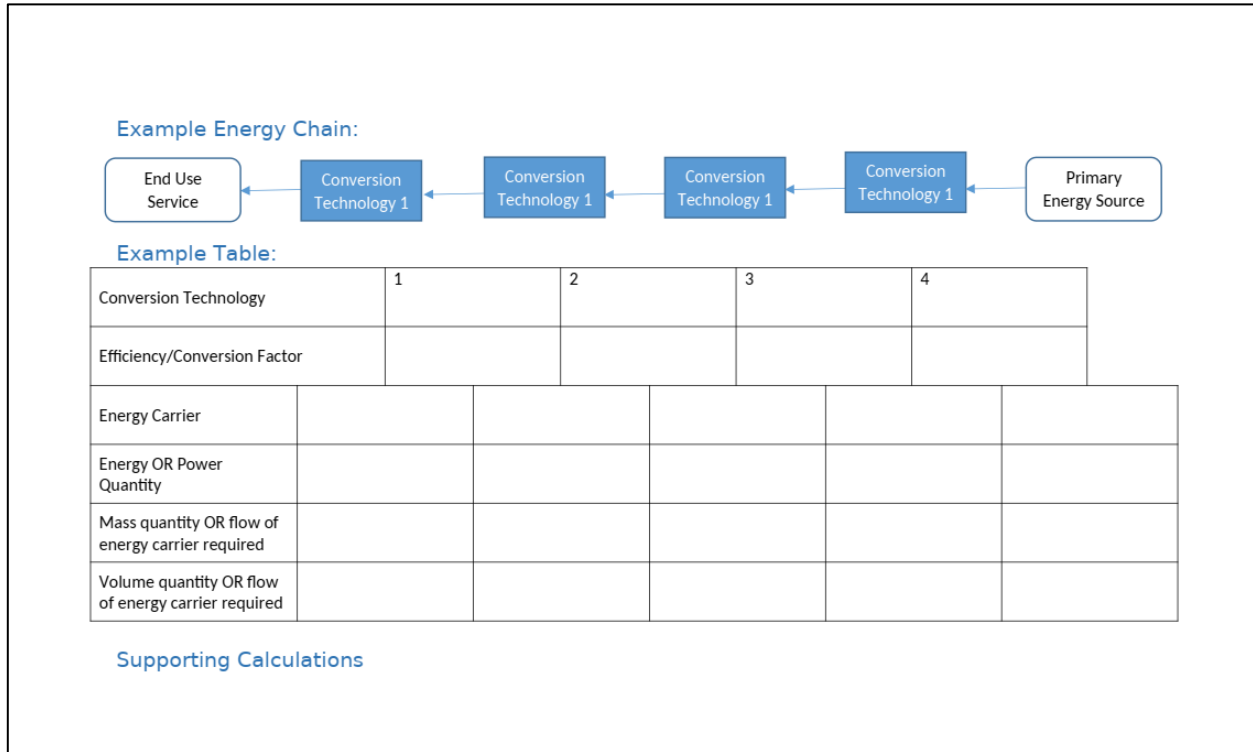 Example Energy Chain:
End Use
Service
Conversion
Technology 1
Conversion
Technology 1
Conversion
Technology 1
Conversion
Technology 1
Primary
Energy Source
Example Table:
Conversion Technology 1 2 3 4
Efficiency/Conversion Factor
Energy Carrier
Energy OR Power
Quantity
Mass quantity OR flow of
energy carrier required
Volume quantity OR flow
of energy carrier required
Supporting Calculations